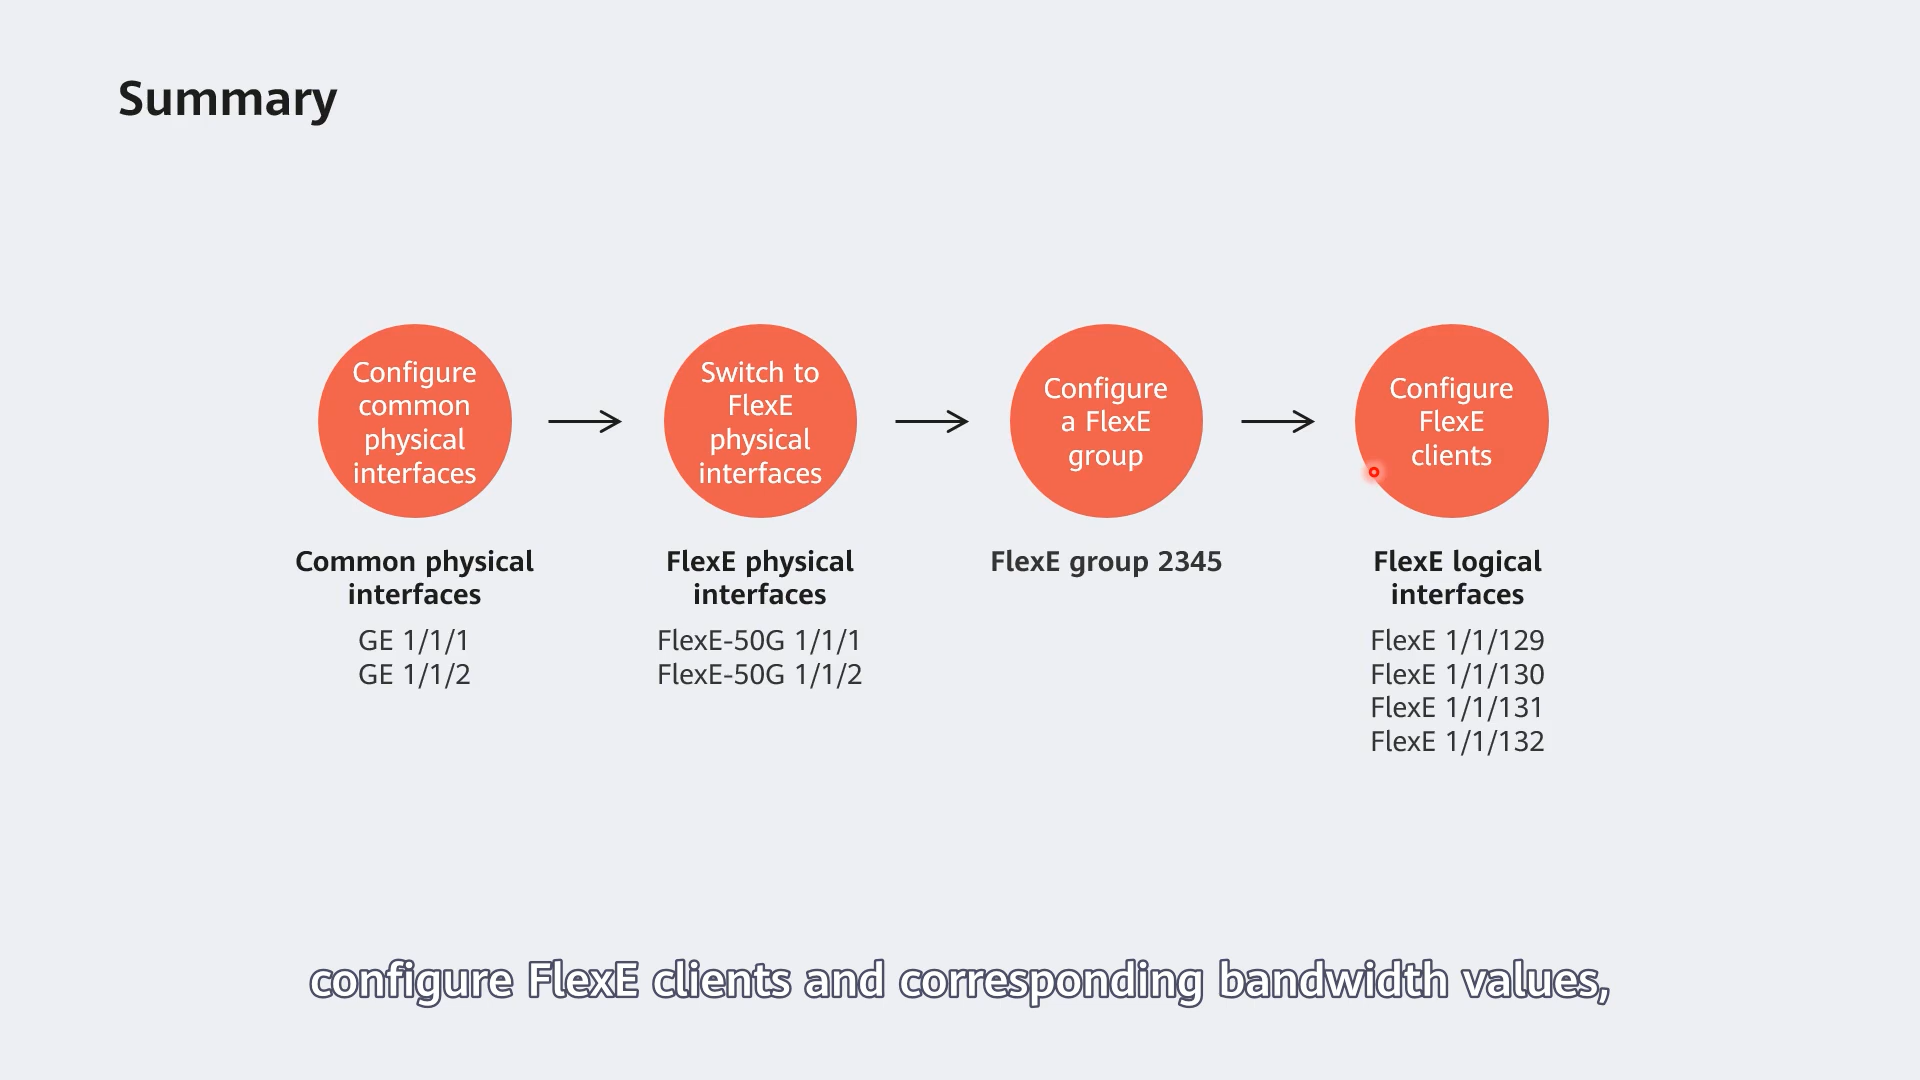 Summary
Configure
common
physical
interfaces
Switch to
FlexE
physical
interfaces
Configure
a FlexE
group
Configure
FlexE
clients
Common physical
interfaces
GE 1/1/1
GE 1/1/2
FlexE physical
interfaces
FlexE-50G 1/1/1
FlexE-50G 1/1/2
FlexE group 2345
FlexE logical
interfaces
FlexE 1/1/129
FlexE 1/1/130
FlexE 1/1/131
FlexE 1/1/132
configure FlexE clients and corresponding bandwidth values,